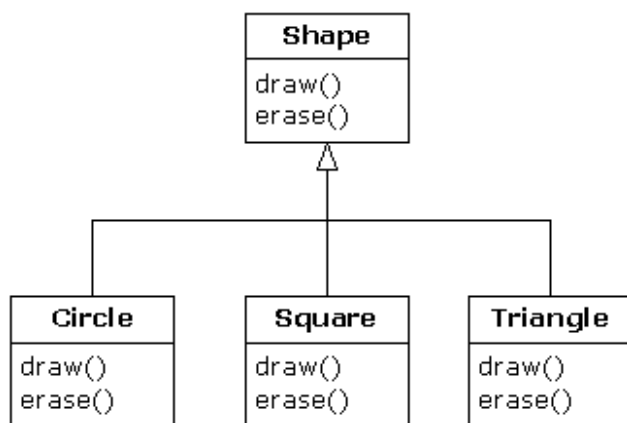 Shape
draw()
erase()
Circle
draw()
erase()
Square
draw()
erase()
Triangle
draw()
erase()